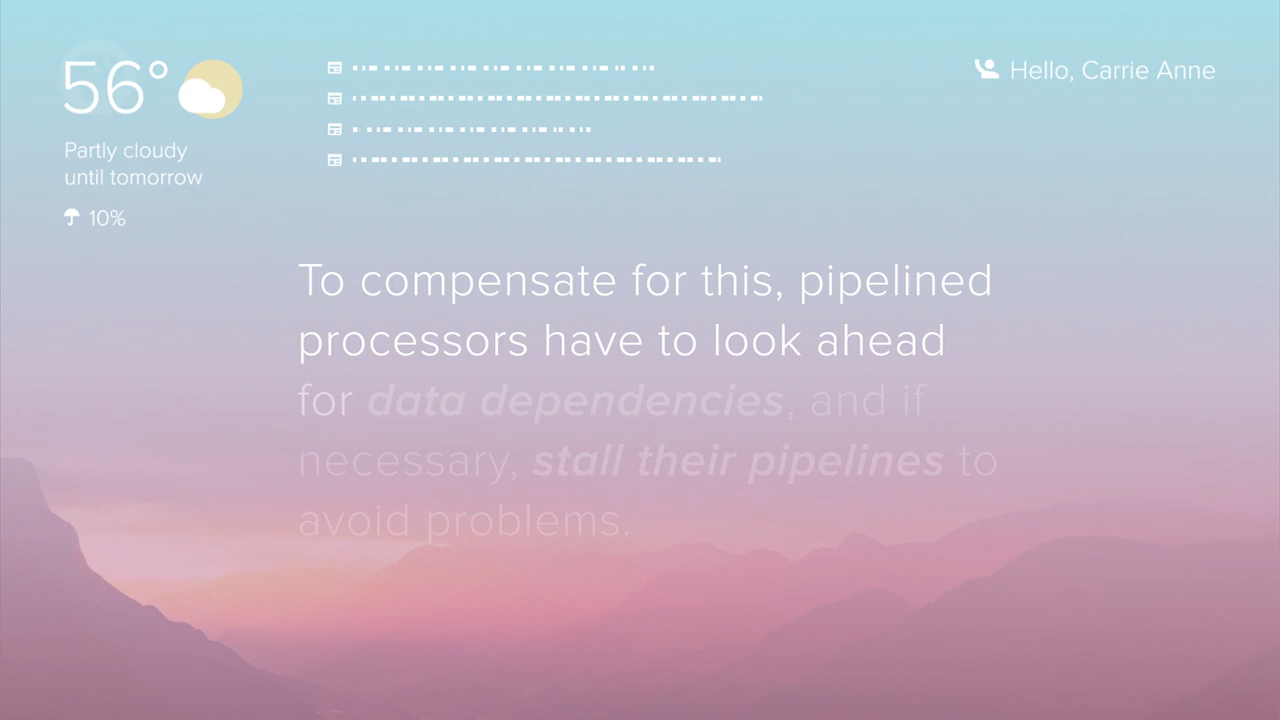 56°
Partly cloudy
until tomorrow
10%
Hello, Carrie Anne
To compensate for this, pipelined
processors have to look ahead
for data dependencies, and if
necessary, stall their pipelines to
avoid problems.